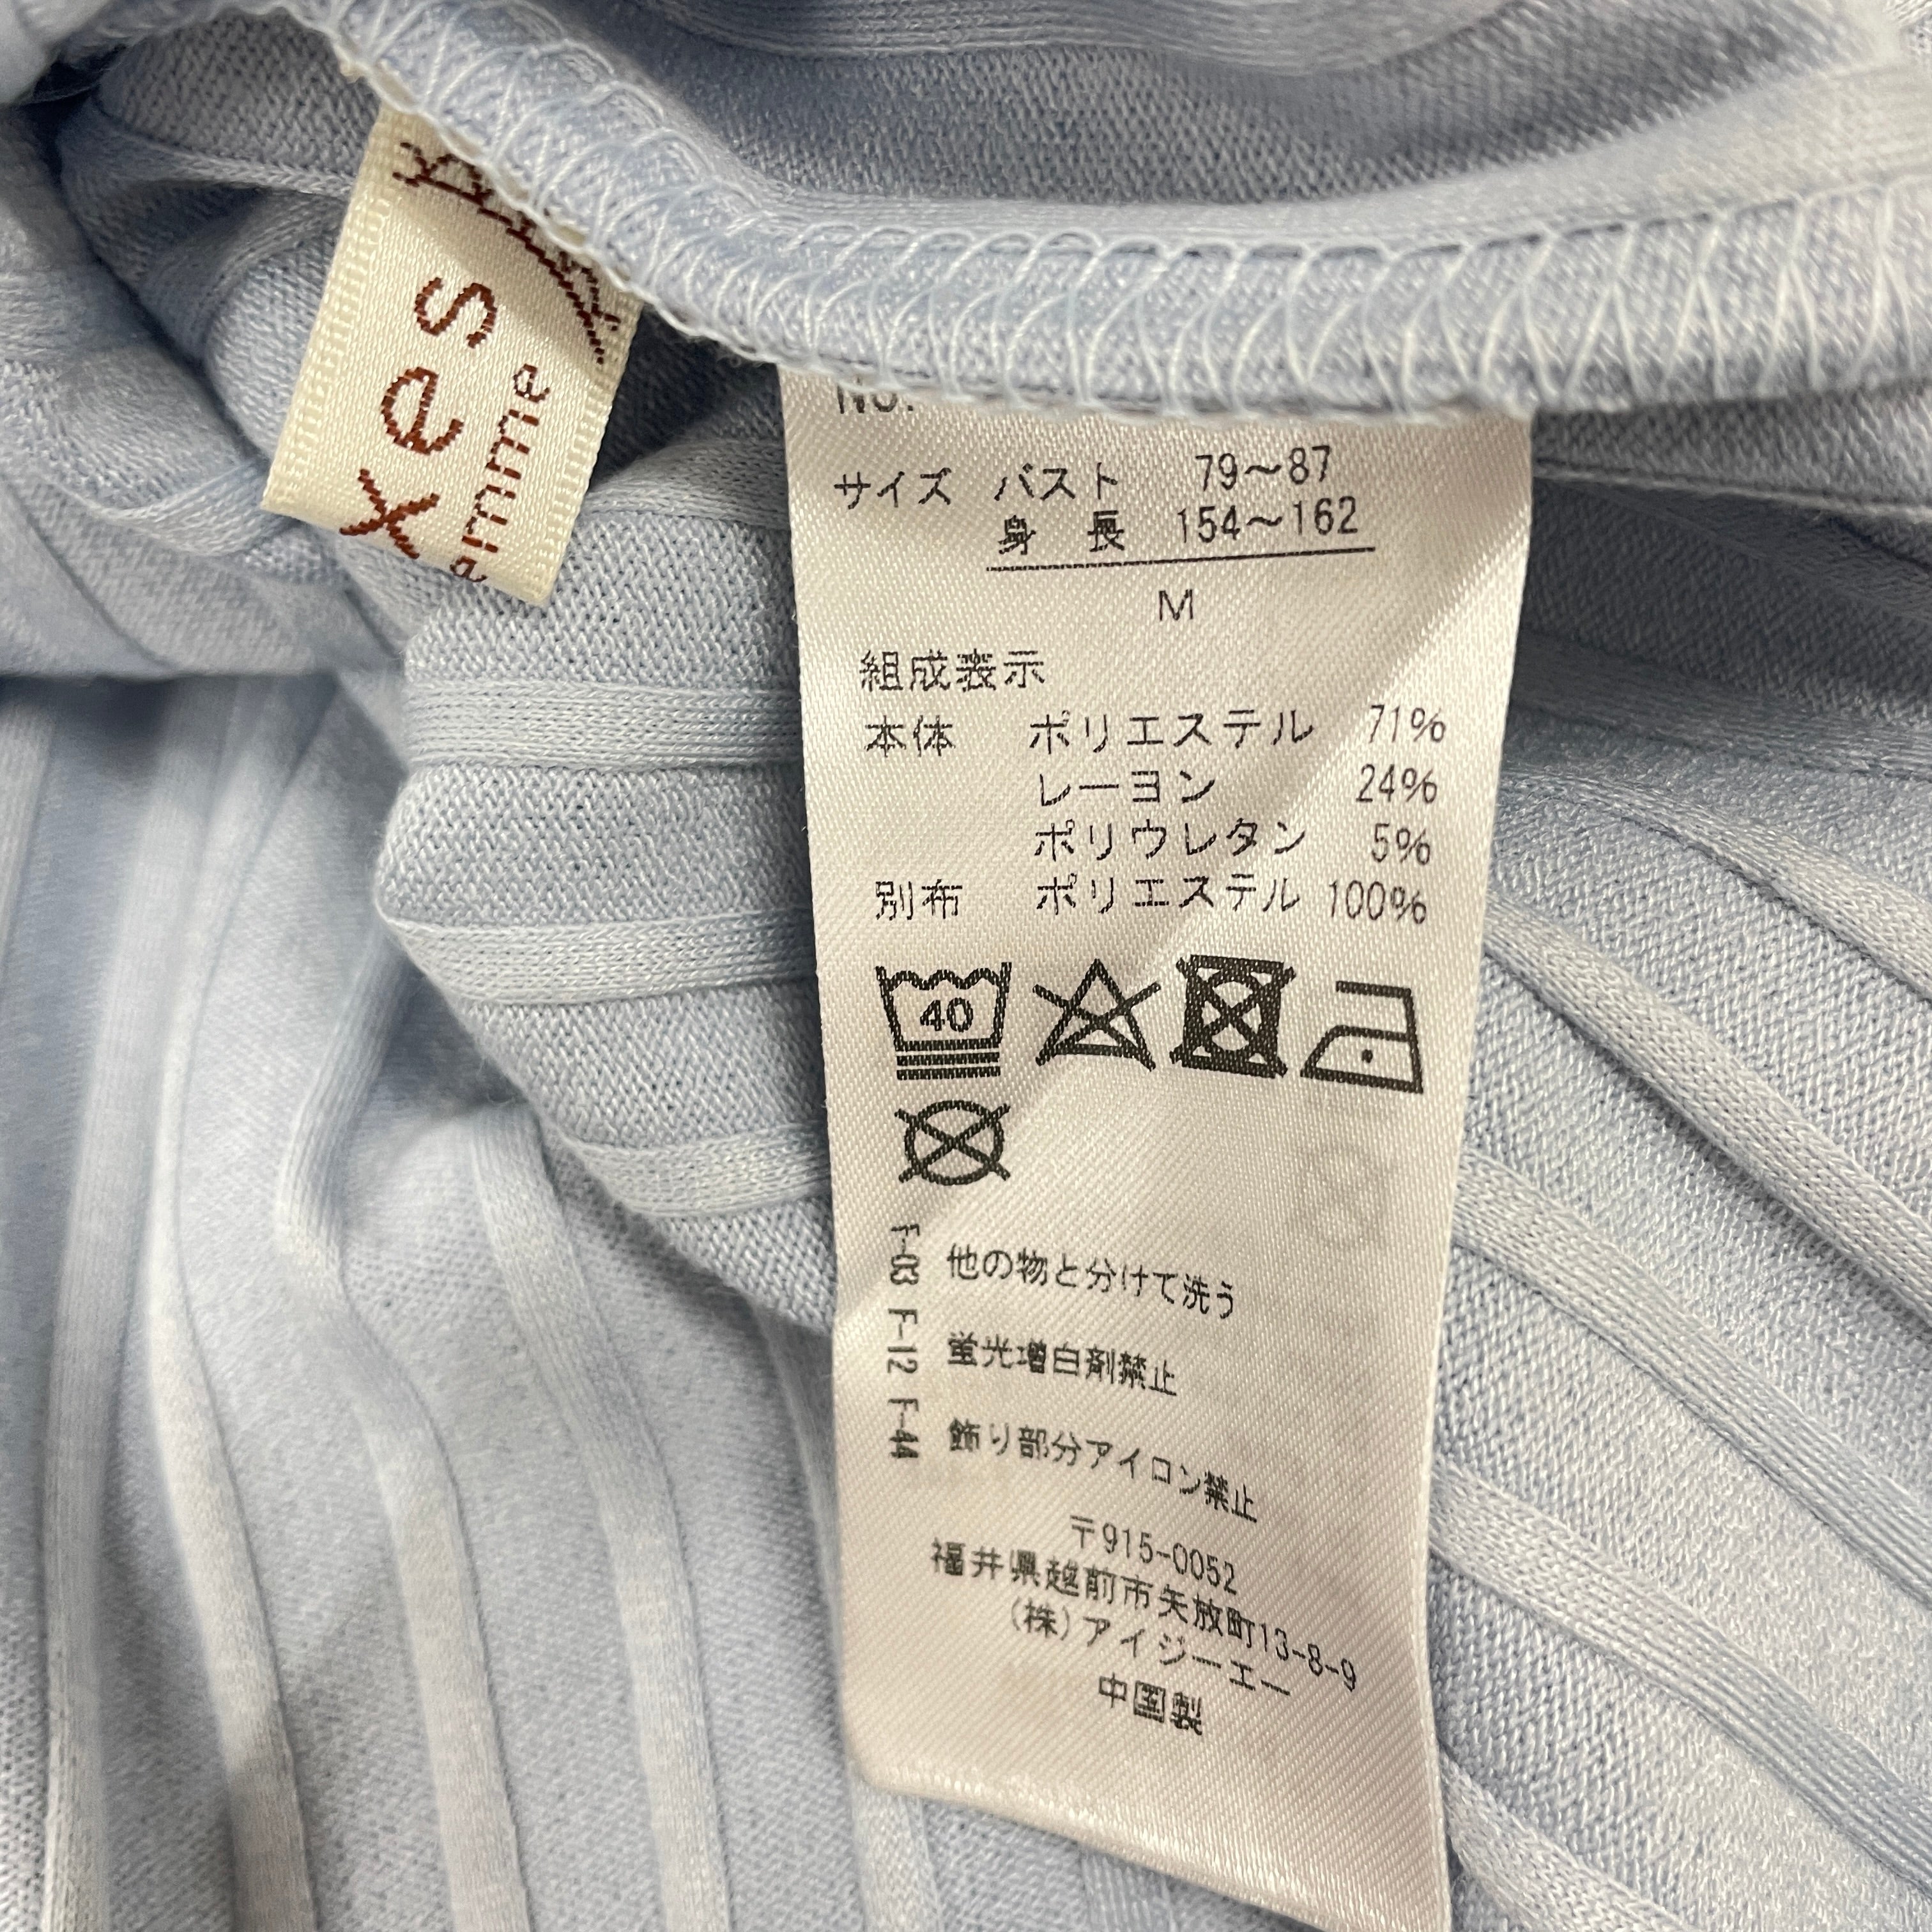 xes
femme
No.
サイズ バスト 79～87
身 長 154～162
M
組成表示
本体 ポリエステル 71%
レーヨン 24%
ポリウレタン 5%
別布 ポリエステル 100%
40
F-03 F-12 F-44
他の物と分けて洗う
蛍光増白剤禁止
飾り部分アイロン禁止
〒915-0052
福井県越前市矢放町13-8-9
(株)アイジーエー
中国製